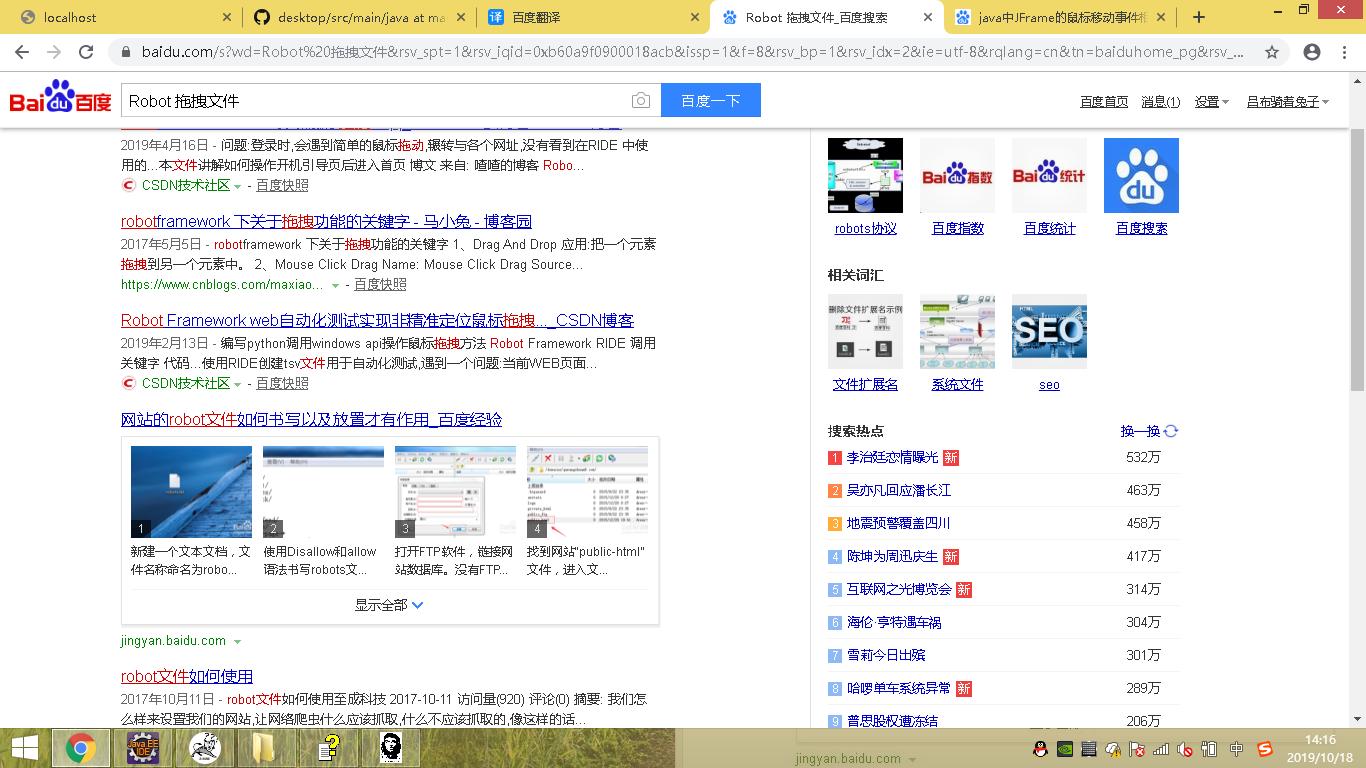 localhost
desktop/src/main/java at ma
百度翻译
Robot 拖拽文件_百度搜索
java中JFrame的鼠标移动事件和
baidu.com/s?wd=Robot%20拖拽文件&rsv_spt=1&rsv_iqid=0xb60a9f0900018acb&issp=1&f=8&rsv_bp=1&rsv_idx=2&ie=utf-8&rqlang=cn&tn=baiduhome_pg&rsv_...
Bai du 百度
Robot 拖拽文件
百度一下
百度首页 消息(1) 设置 吕布骑着兔子
2019年4月16日 - 问题:登录时,会遇到简单的鼠标拖动,辗转与各个网址,没有看到在RIDE 中使
用的...本文件讲解如何操作开机引导页后进入首页 博文 来自: 喳喳的博客 Robo...
CSDN技术社区 - 百度快照
robotframework 下关于拖拽功能的关键字 - 马小兔 - 博客园
2017年5月5日 - robotframework 下关于拖拽功能的关键字 1、Drag And Drop 应用:把一个元素
拖拽到另一个元素中。 2、Mouse Click Drag Name: Mouse Click Drag Source...
https://www.cnblogs.com/maxiao... - 百度快照
Robot Framework web自动化测试实现非精准定位鼠标拖拽..._CSDN博客
2019年2月13日 - 编写python调用windows api操作鼠标拖拽方法 Robot Framework RIDE 调用
关键字 代码...使用RIDE创建tsv文件用于自动化测试,遇到一个问题:当前WEB页面...
CSDN技术社区 - 百度快照
网站的robot文件如何书写以及放置才有作用_百度经验
1
2
3
4
新建一个文本文档，文
件名称命名为robo...
使用Disallow和allow
语法书写robots文...
打开FTP软件，链接网
站数据库。没有FTP...
找到网站"public-html"
文件，进入文...
显示全部
jingyan.baidu.com
robot文件如何使用
2017年10月11日 - robot文件如何使用至成科技 2017-10-11 访问量(920) 评论(0) 摘要: 我们怎
么样来设置我们的网站,让网络爬虫什么应该抓取,什么不应该抓取的,像这样的话...
Bai du 指数
Bai du 统计
du
robots协议 百度指数 百度统计 百度搜索
相关词汇
删除文件扩展名示例
HTML
SEO
文件扩展名 系统文件 seo
搜索热点 换一换
1 李治廷恋情曝光 新 532万
2 吴亦凡回应潘长江 463万
3 地震预警覆盖四川 458万
4 陈坤为周迅庆生 新 417万
5 互联网之光博览会 新 314万
6 海伦·亨特遇车祸 304万
7 雪莉今日出殡 301万
8 哈啰单车系统异常 新 289万
9 普思股权遭冻结 206万
Java EE
IDE
jingyan.baidu.com
中
14:16
2019/10/18